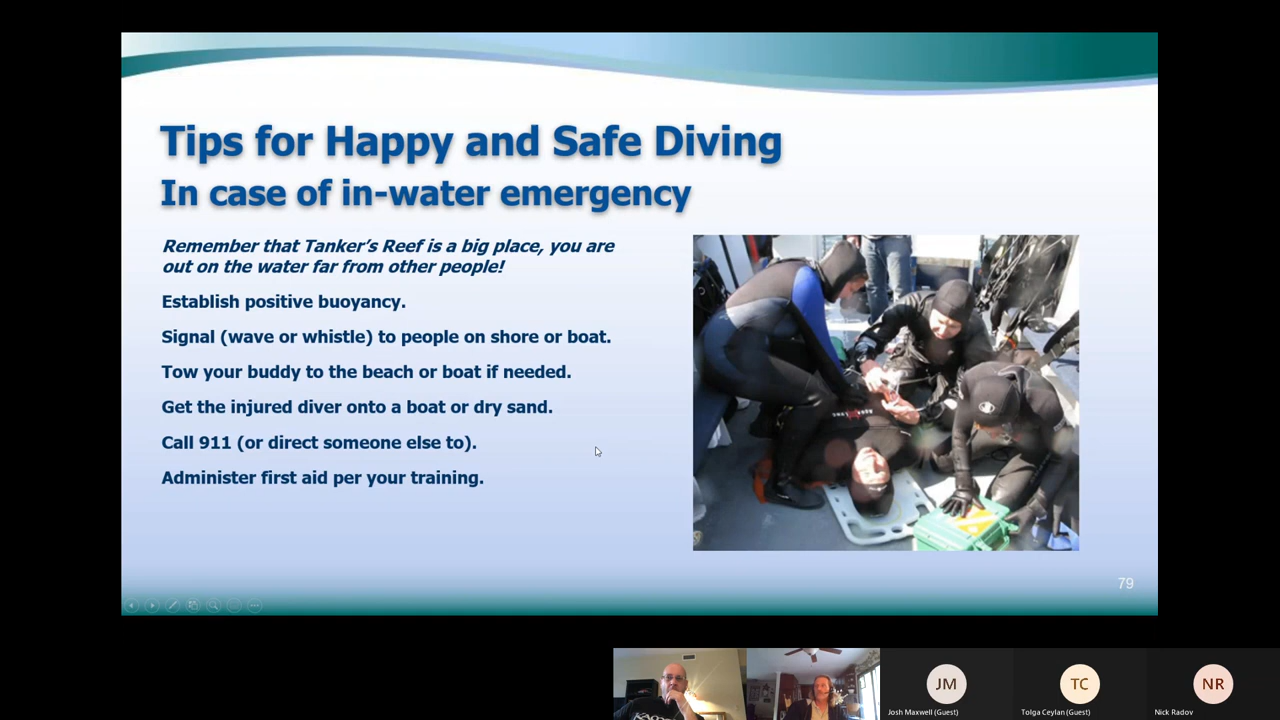 Tips for Happy and Safe Diving
In case of in-water emergency
Remember that Tanker's Reef is a big place, you are
out on the water far from other people!
Establish positive buoyancy.
Signal (wave or whistle) to people on shore or boat.
Tow your buddy to the beach or boat if needed.
Get the injured diver onto a boat or dry sand.
Call 911 (or direct someone else to).
Administer first aid per your training.
79
JM
TC
NR
Josh Maxwell (Guest)
Tolga Ceylan (Guest)
Nick Radov